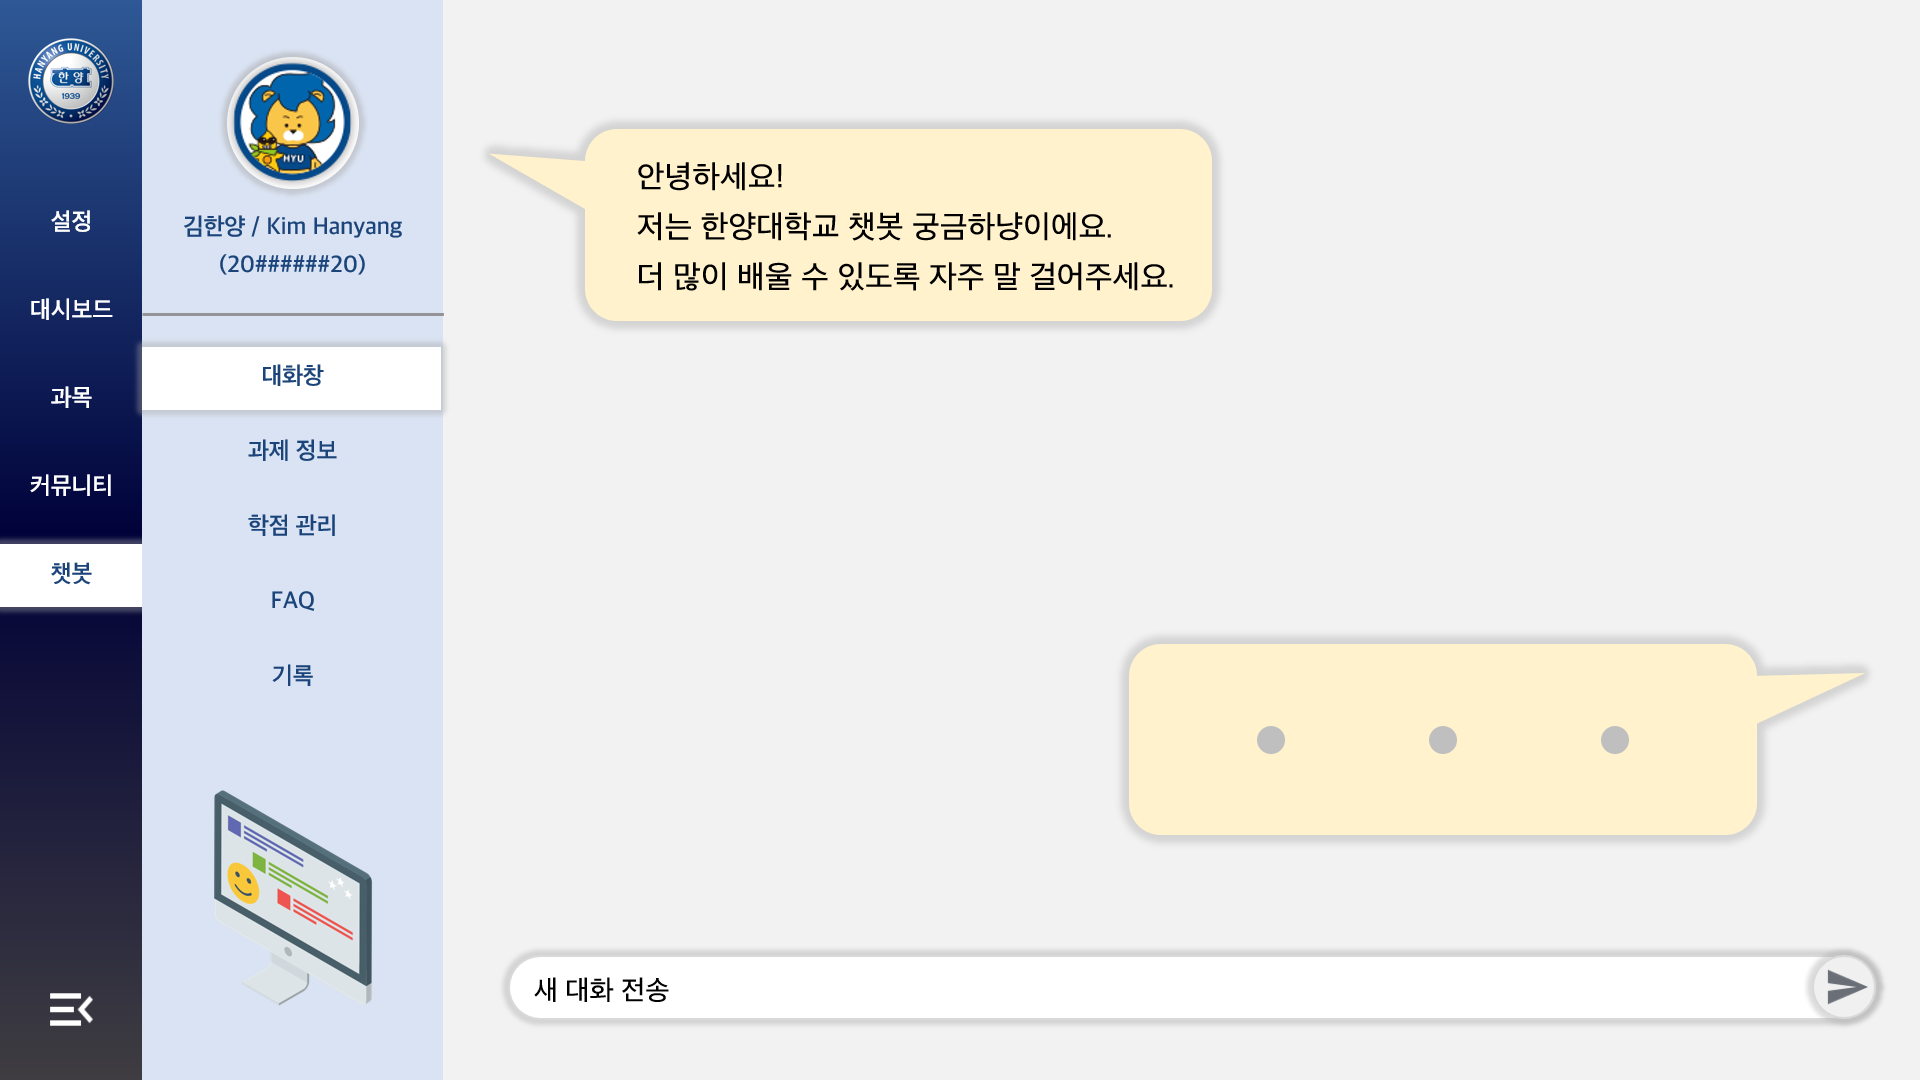 HANYANG UNIVERSITY
한양
1939
설정
대시보드
과목
커뮤니티
챗봇
HYU
김한양 / Kim Hanyang
(20######20)
대화창
과제 정보
학점 관리
FAQ
기록
안녕하세요!
저는 한양대학교 챗봇 궁금하냥이에요.
더 많이 배울 수 있도록 자주 말 걸어주세요.
새 대화 전송